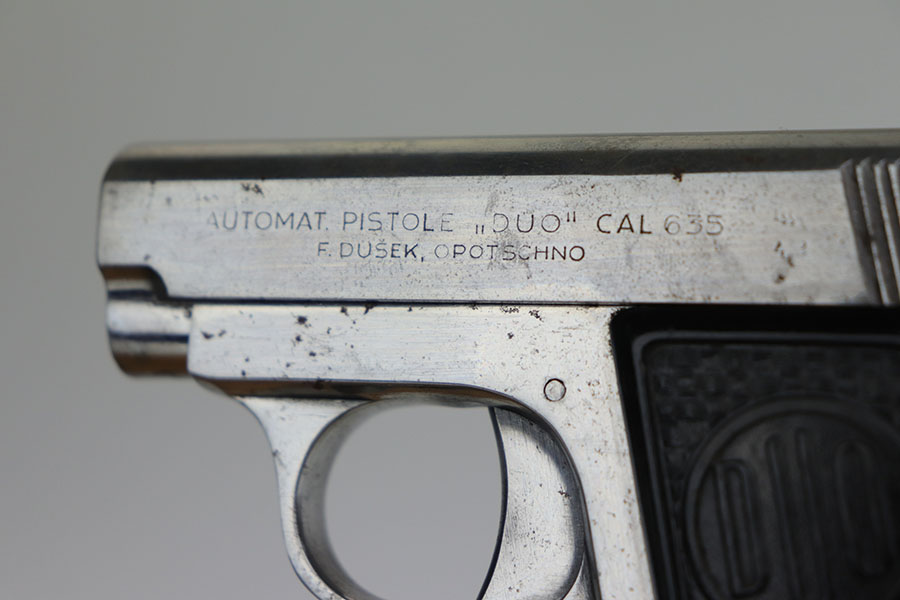 AUTOMAT. PISTOLE „DUO" CAL 635
F. DUŠEK, OPOTSCHNO
DUO